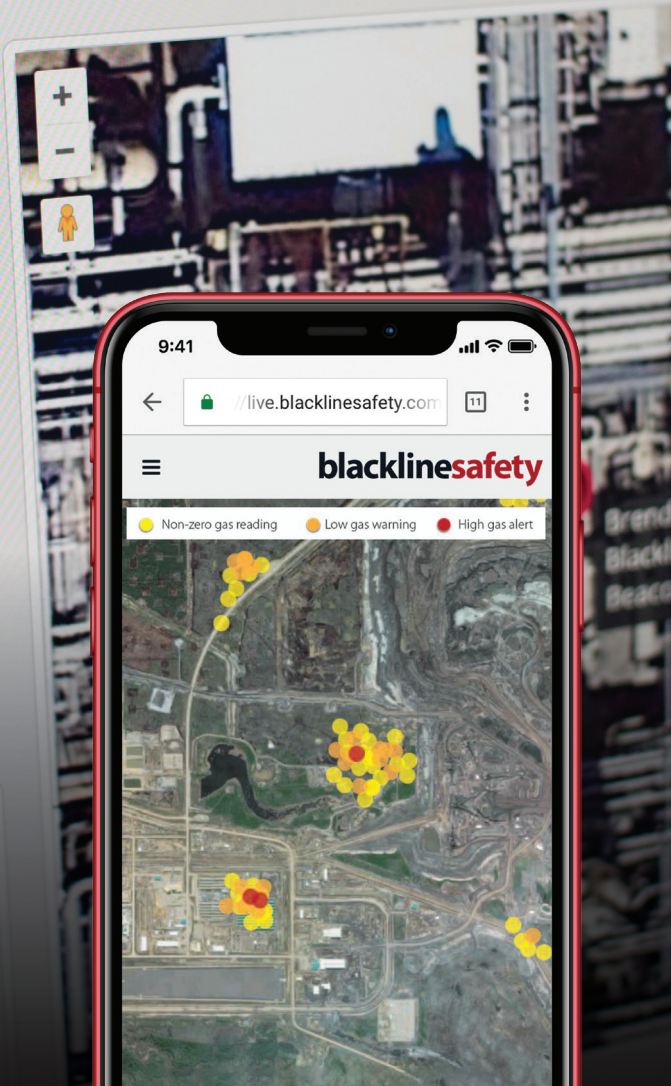 +
−
9:41
//live.blacklinesafety.com
11
blacklinesafety
Non-zero gas reading
Low gas warning
High gas alert